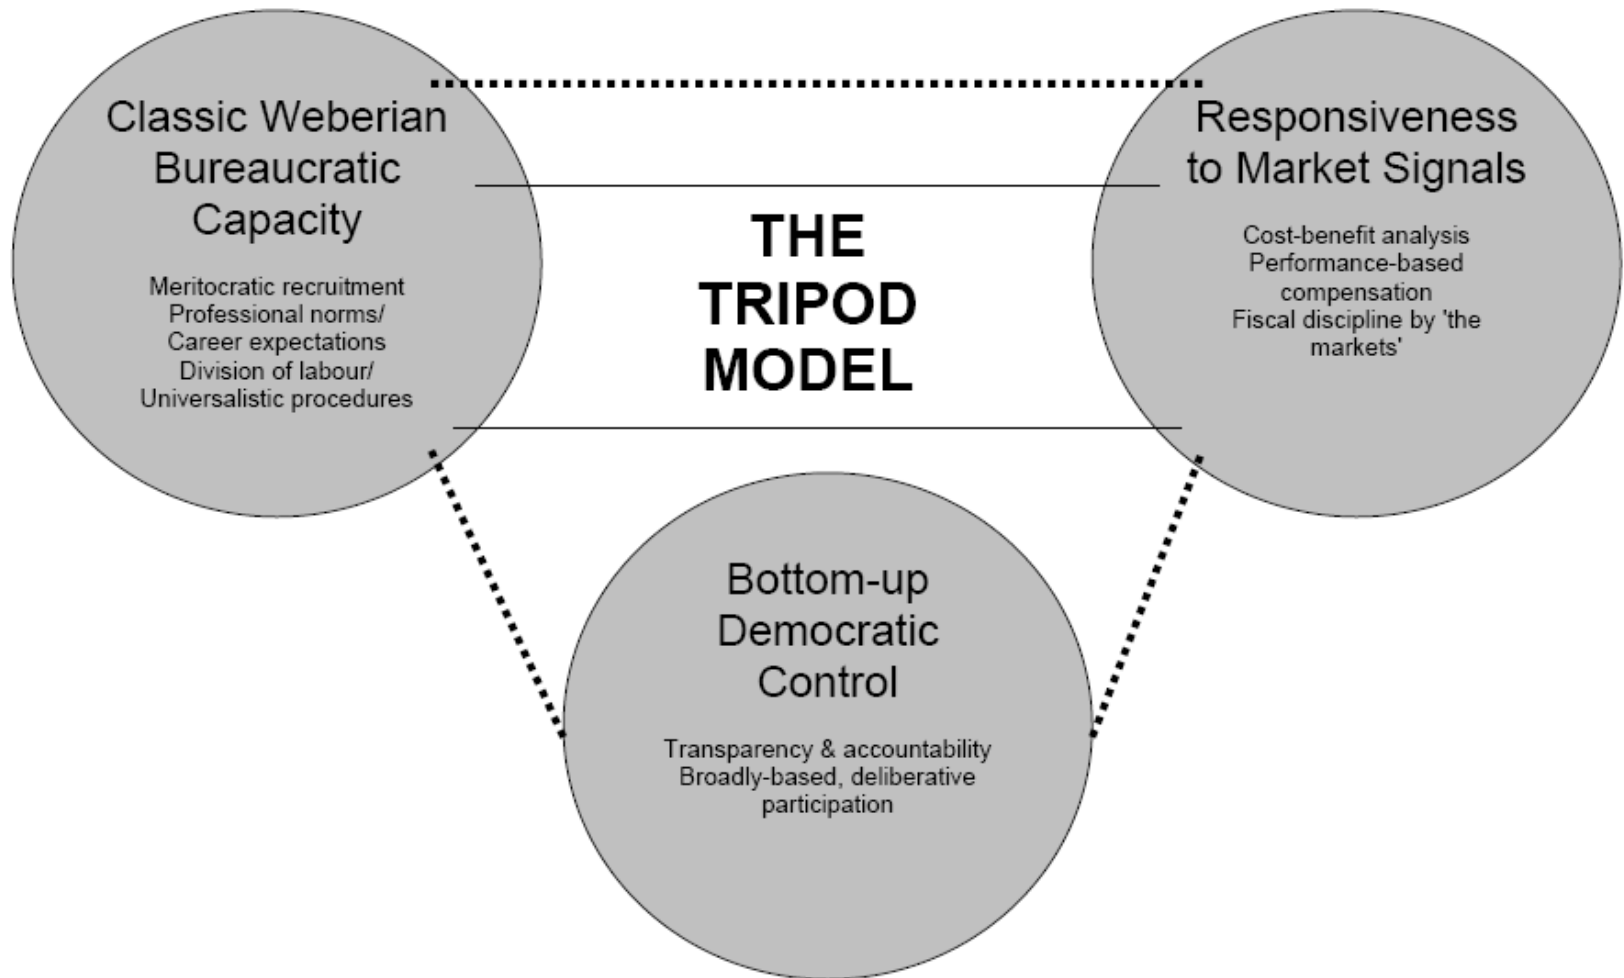 Classic Weberian
Bureaucratic
Capacity
Meritocratic recruitment
Professional norms/
Career expectations
Division of labour/
Universalistic procedures
THE
TRIPOD
MODEL
Responsiveness
to Market Signals
Cost-benefit analysis
Performance-based
compensation
Fiscal discipline by 'the
markets'
Bottom-up
Democratic
Control
Transparency & accountability
Broadly-based, deliberative
participation